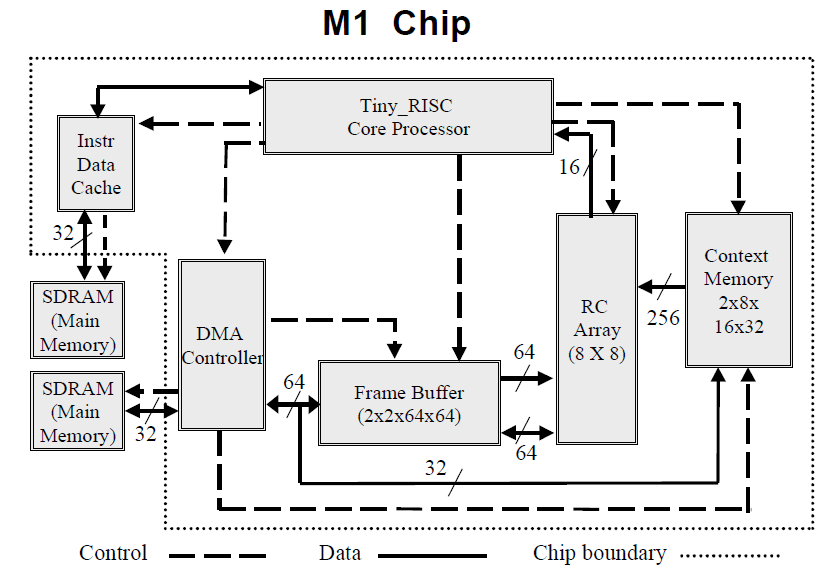 M1 Chip
Tiny_RISC
Core Processor
Instr
Data
Cache
16
32
Context
Memory
2x8x
16x32
SDRAM
(Main
Memory)
DMA
Controller
RC
Array
(8 X 8)
256
SDRAM
(Main
Memory)
32
64
Frame Buffer
(2x2x64x64)
64
64
32
Control
Data
Chip boundary